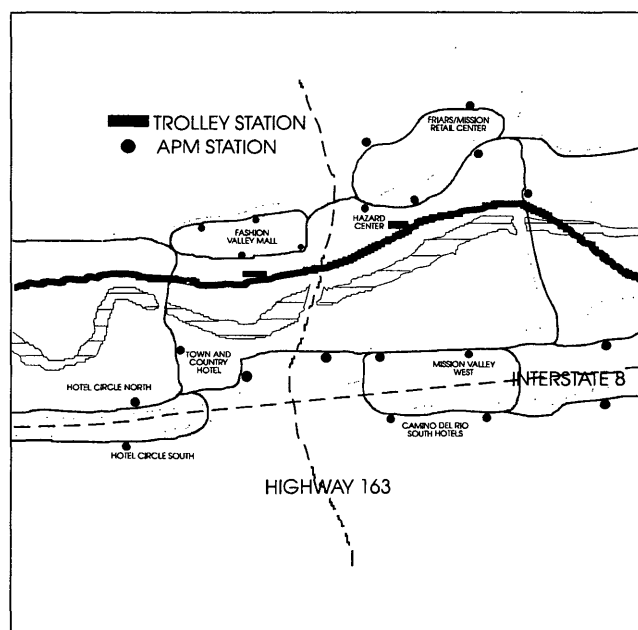 TROLLEY STATION
APM STATION
FRIARS/MISSION
RETAIL CENTER
HAZARD
CENTER
FASHION
VALLEY MALL
TOWN AND
COUNTRY
HOTEL
MISSION VALLEY
WEST
INTERSTATE 8
HOTEL CIRCLE NORTH
CAMINO DEL RIO
SOUTH HOTELS
HOTEL CIRCLE SOUTH
HIGHWAY 163